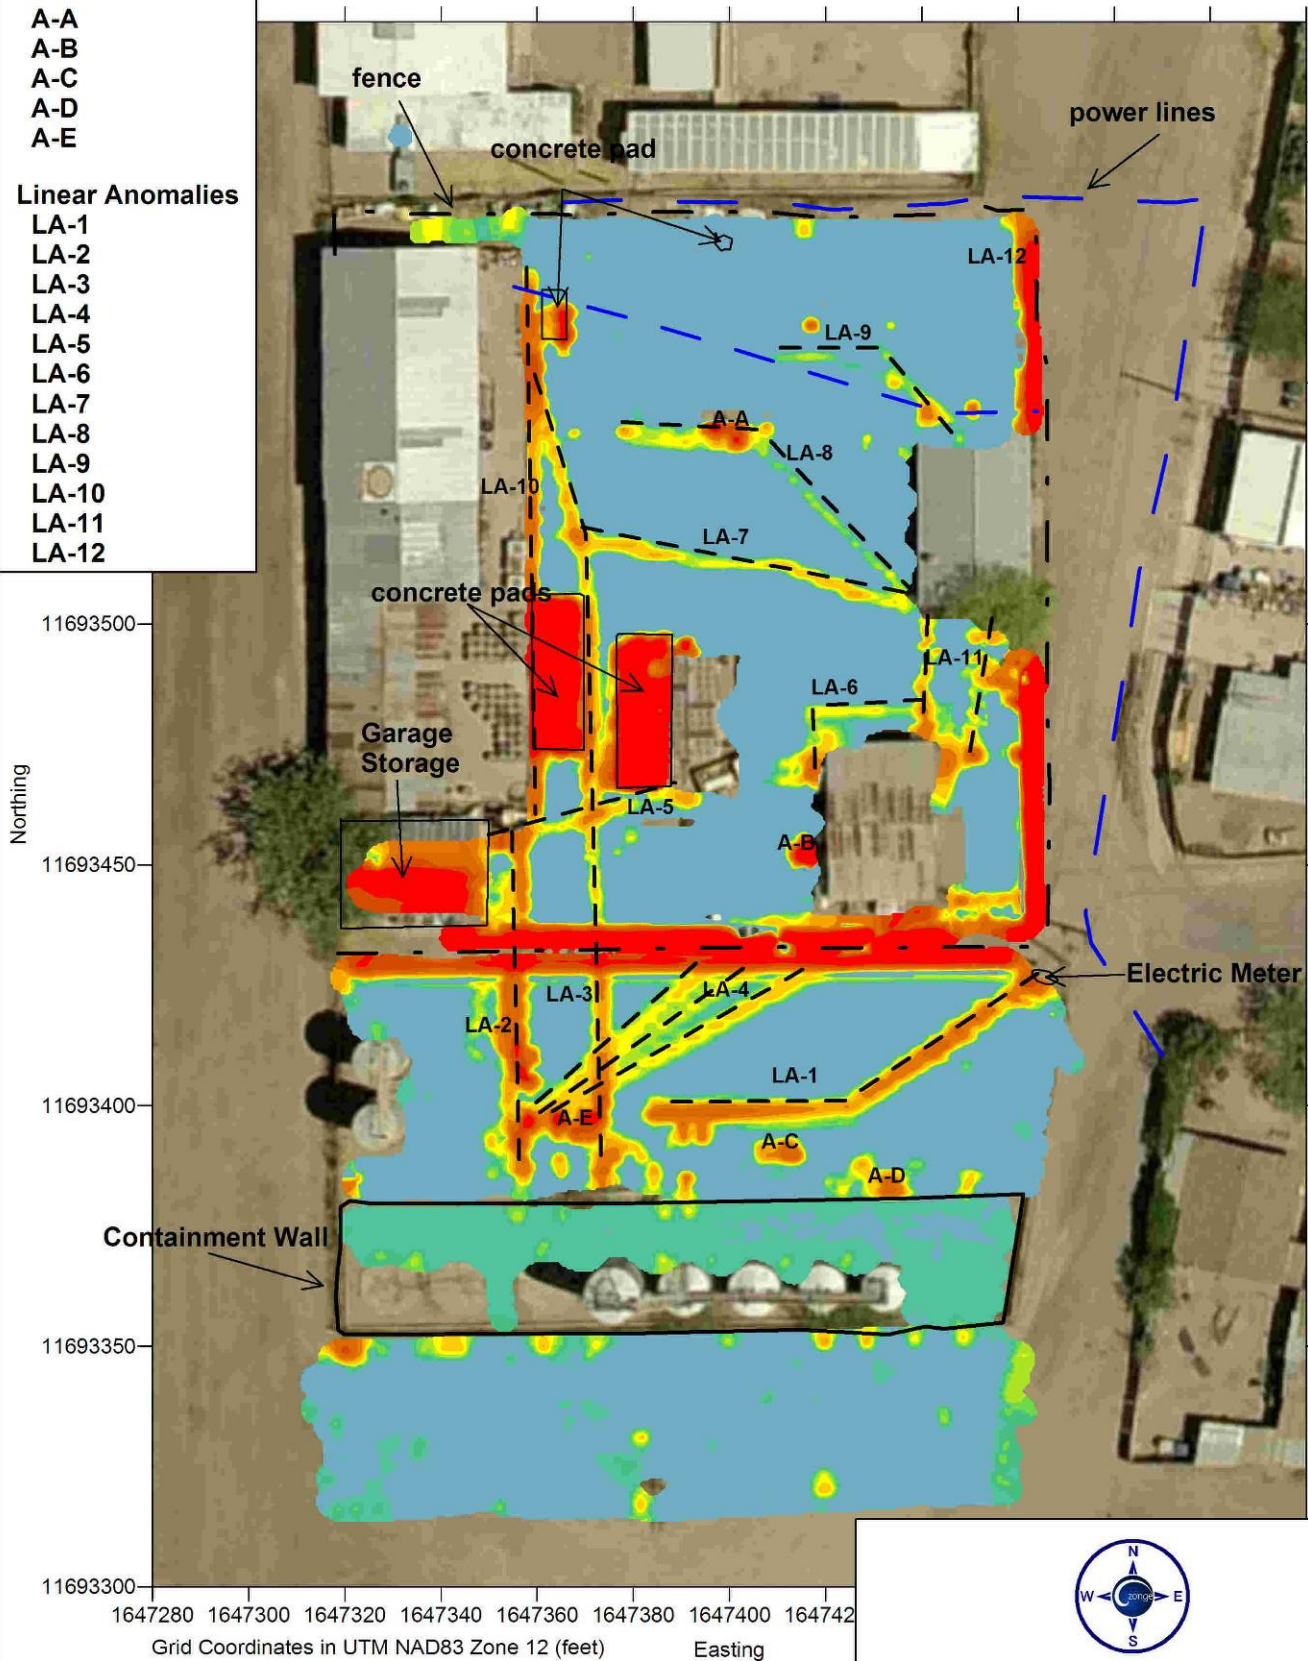 A-A
A-B
A-C
A-D
A-E
Linear Anomalies
LA-1
LA-2
LA-3
LA-4
LA-5
LA-6
LA-7
LA-8
LA-9
LA-10
LA-11
LA-12
fence
power lines
concrete pad
LA-12
LA-9
A-A
LA-8
LA-10
LA-7
concrete pads
11693500
LA-11
LA-6
Garage
Storage
LA-5
A-B
11693450
Northing
Electric Meter
LA-3
LA-4
LA-2
LA-1
11693400
A-E
A-C
A-D
Containment Wall
11693350
11693300
1647280 1647300 1647320 1647340 1647360 1647380 1647400 164742
Grid Coordinates in UTM NAD83 Zone 12 (feet)
Easting
N
W
zonge
E
S